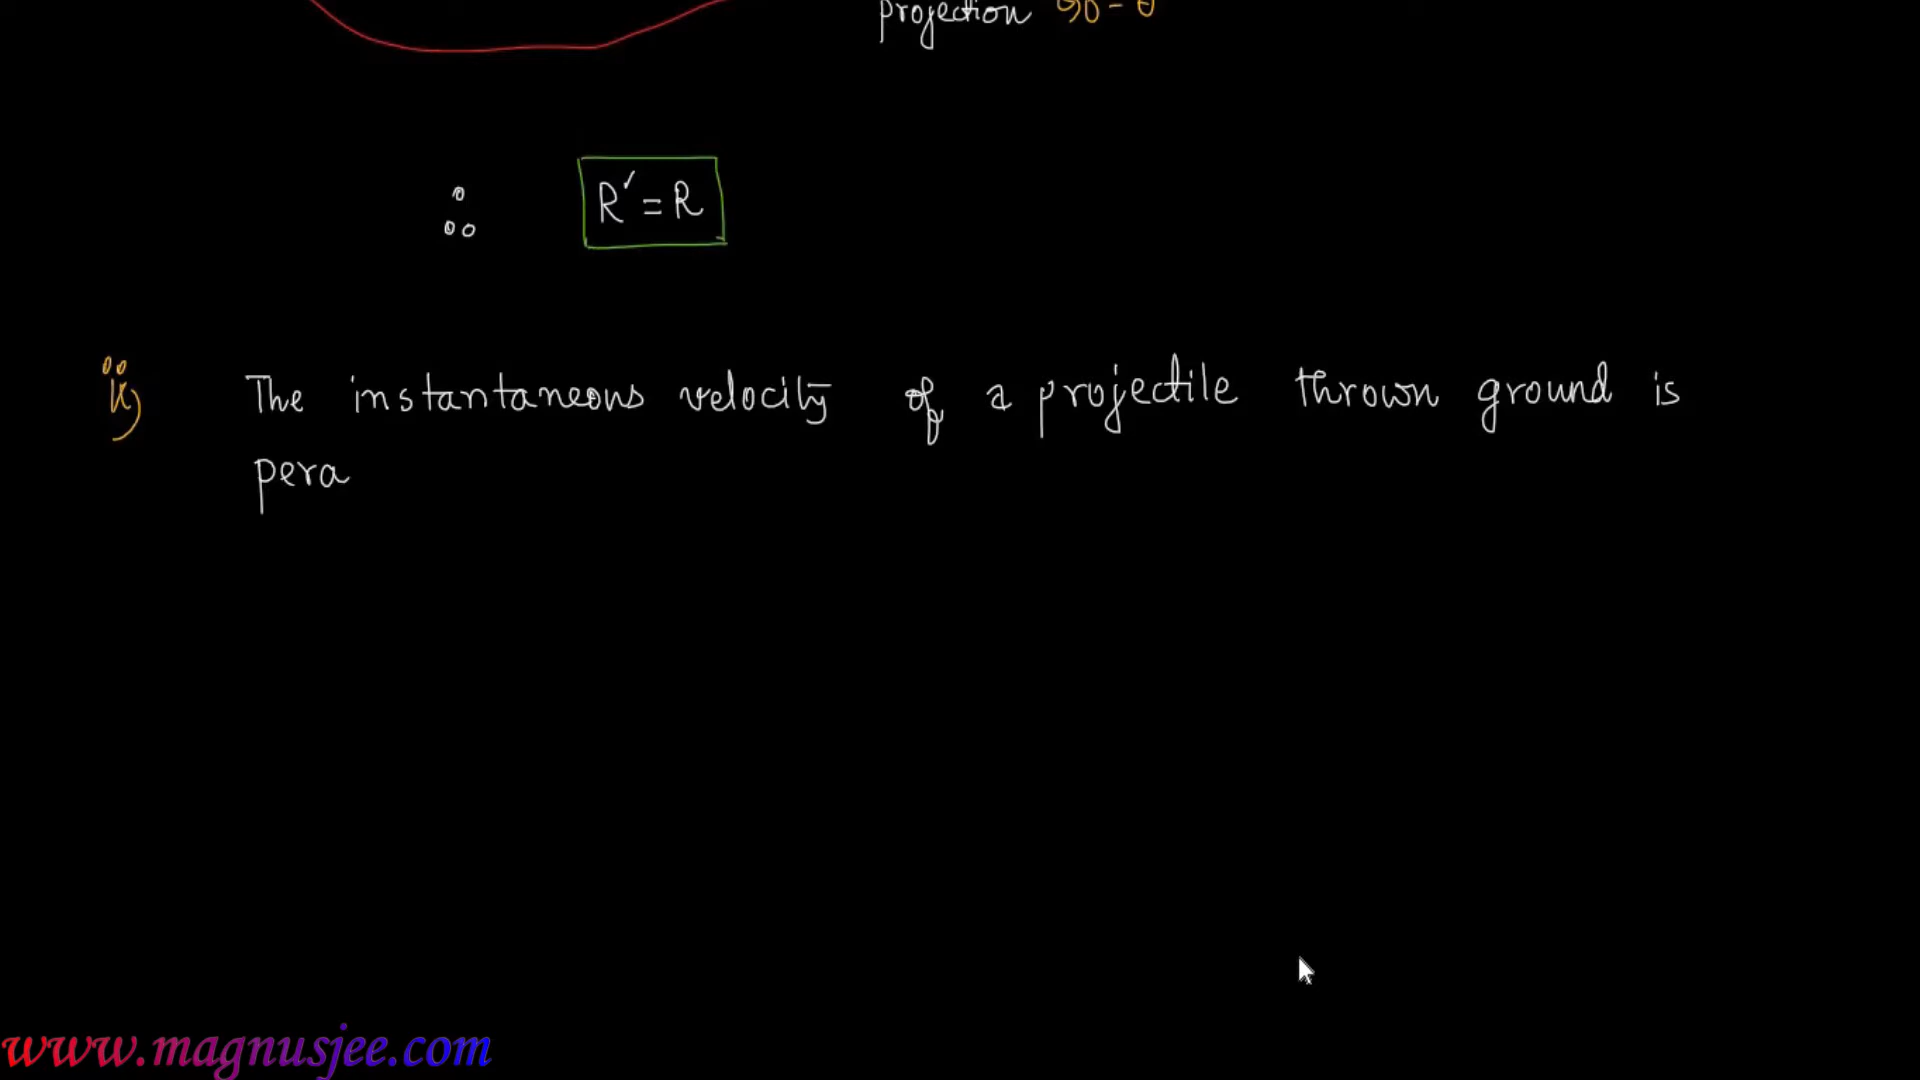 projection 90 - θ
∴ R' = R
ii) The instantaneous velocity of a projectile thrown ground is
pera
www.magnusjee.com